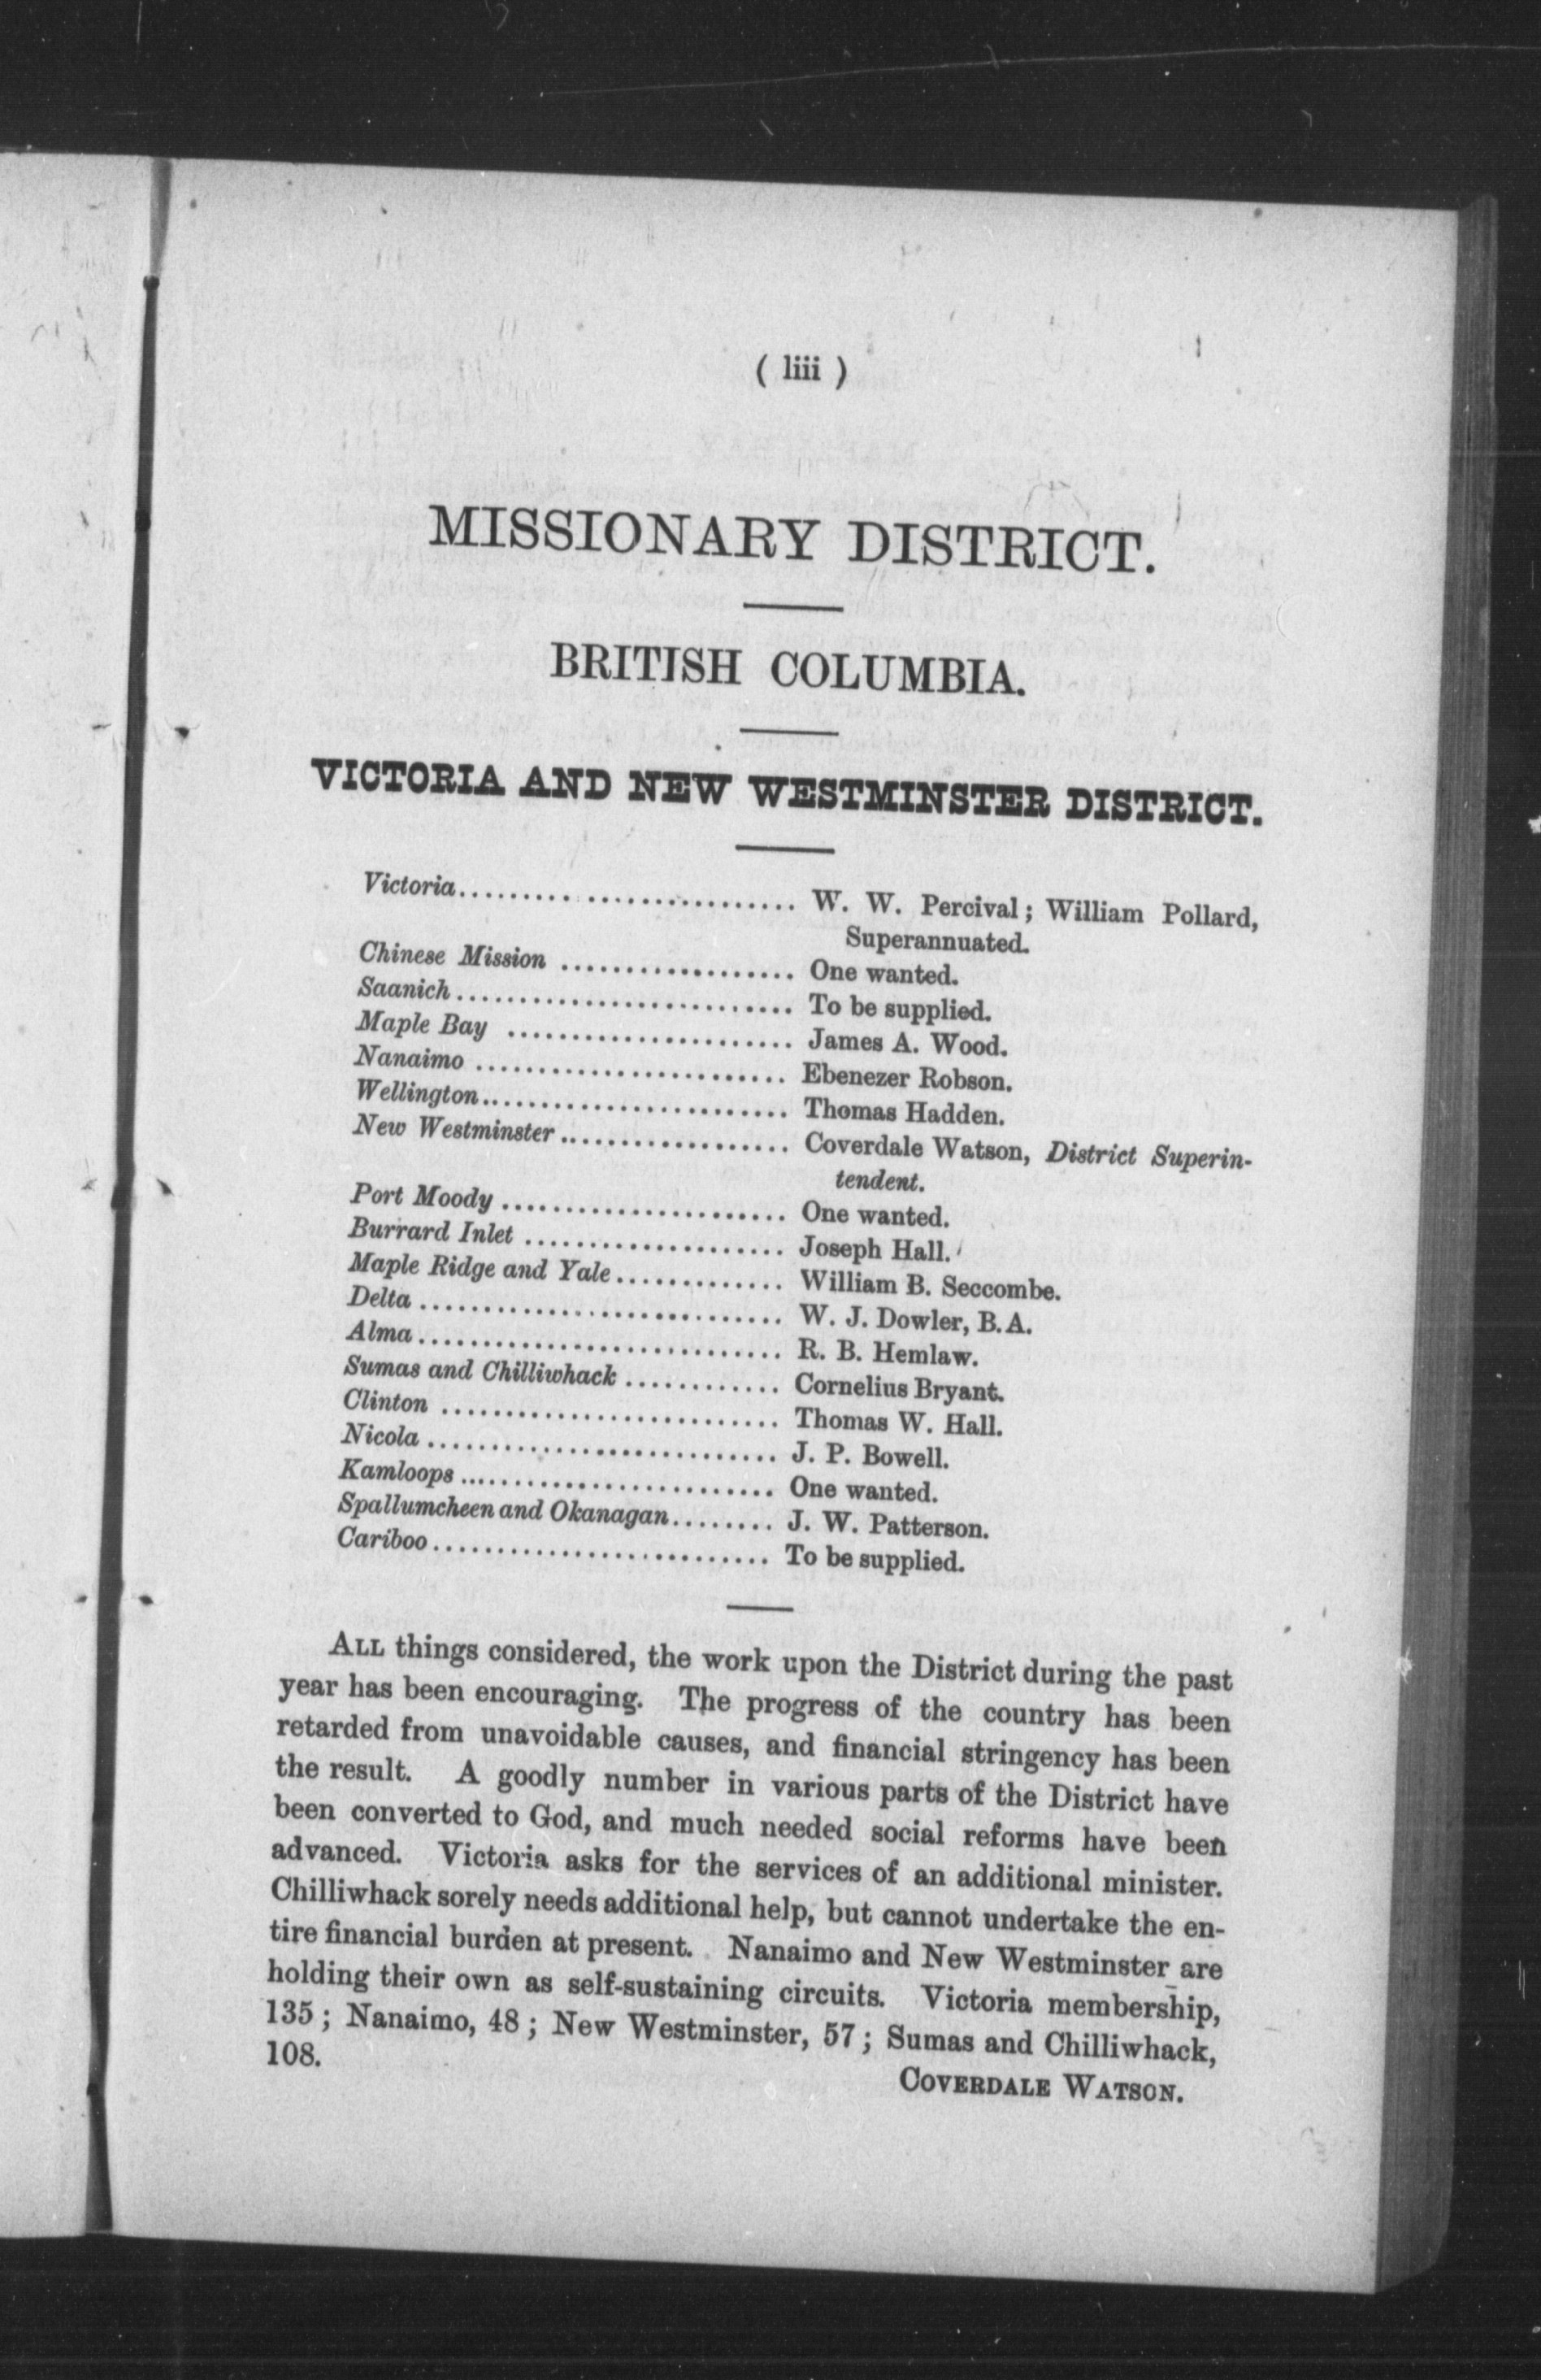 ( liii )
MISSIONARY DISTRICT.
BRITISH COLUMBIA.
VICTORIA AND NEW WESTMINSTER DISTRICT.
Victoria.......... .................. W. W. Percival; William Pollard,
Superannuated.
Chinese Mission .................. One wanted.
Saanich........................... To be supplied.
Maple Bay ....................... James A. Wood.
Nanaimo ......................... Ebenezer Robson.
Wellington......................... Thomas Hadden.
New Westminster................... Coverdale Watson, District Superin-
tendent.
Port Moody ....................... One wanted.
Burrard Inlet ..................... Joseph Hall.
Maple Ridge and Yale............. William B. Seccombe.
Delta ............................. W. J. Dowler, B.A.
Alma............................. R. B. Hemlaw.
Sumas and Chilliwhack ............ Cornelius Bryant.
Clinton ........................... Thomas W. Hall.
Nicola ............................ J. P. Bowell.
Kamloops .......................... One wanted.
Spallumcheen and Okanagan........ J. W. Patterson.
Cariboo........................... To be supplied.
ALL things considered, the work upon the District during the past
year has been encouraging. The progress of the country has been
retarded from unavoidable causes, and financial stringency has been
the result. A goodly number in various parts of the District have
been converted to God, and much needed social reforms have been
advanced. Victoria asks for the services of an additional minister.
Chilliwhack sorely needs additional help, but cannot undertake the en-
tire financial burden at present. Nanaimo and New Westminster are
holding their own as self-sustaining circuits. Victoria membership,
135; Nanaimo, 48; New Westminster, 57; Sumas and Chilliwhack,
108.
COVERDALE WATSON.